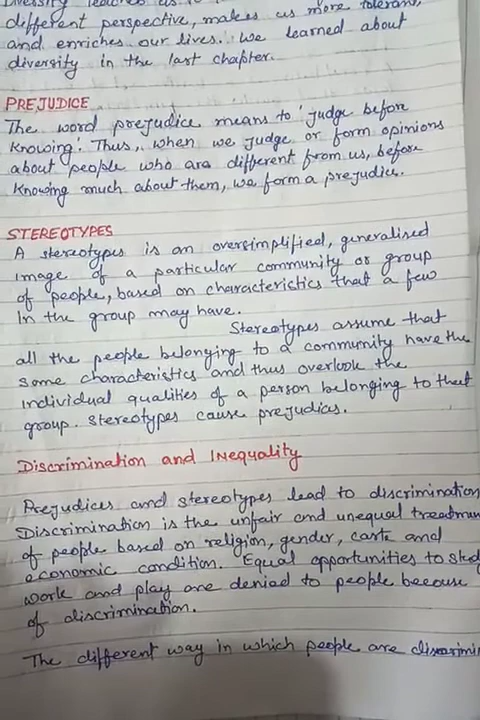 different perspective, makes us more tolerant,
and enriches our lives. We learned about
diversity in the last chapter.
PREJUDICE
The word prejudice means to 'judge before
knowing'. Thus, when we judge or form opinions
about people who are different from us, before
knowing much about them, we form a prejudice.
STEREOTYPES
A stereotypes is an oversimplified, generalised
image of a particular community or group
of people, based on characterictics that a few
in the group may have.
Stereotypes assume that
all the people belonging to a community have the
same characteristics and thus overlook the
individual qualities of a person belonging to that
group. Stereotypes cause prejudices.
Discrimination and INequality
Prejudices and stereotypes lead to discrimination
Discrimination is the unfair and unequal treatmen
of people based on religion, gender, caste and
economic condition. Equal opportunities to stud
work and play are denied to people because
of discrimination.
The different way in which people are discrimin